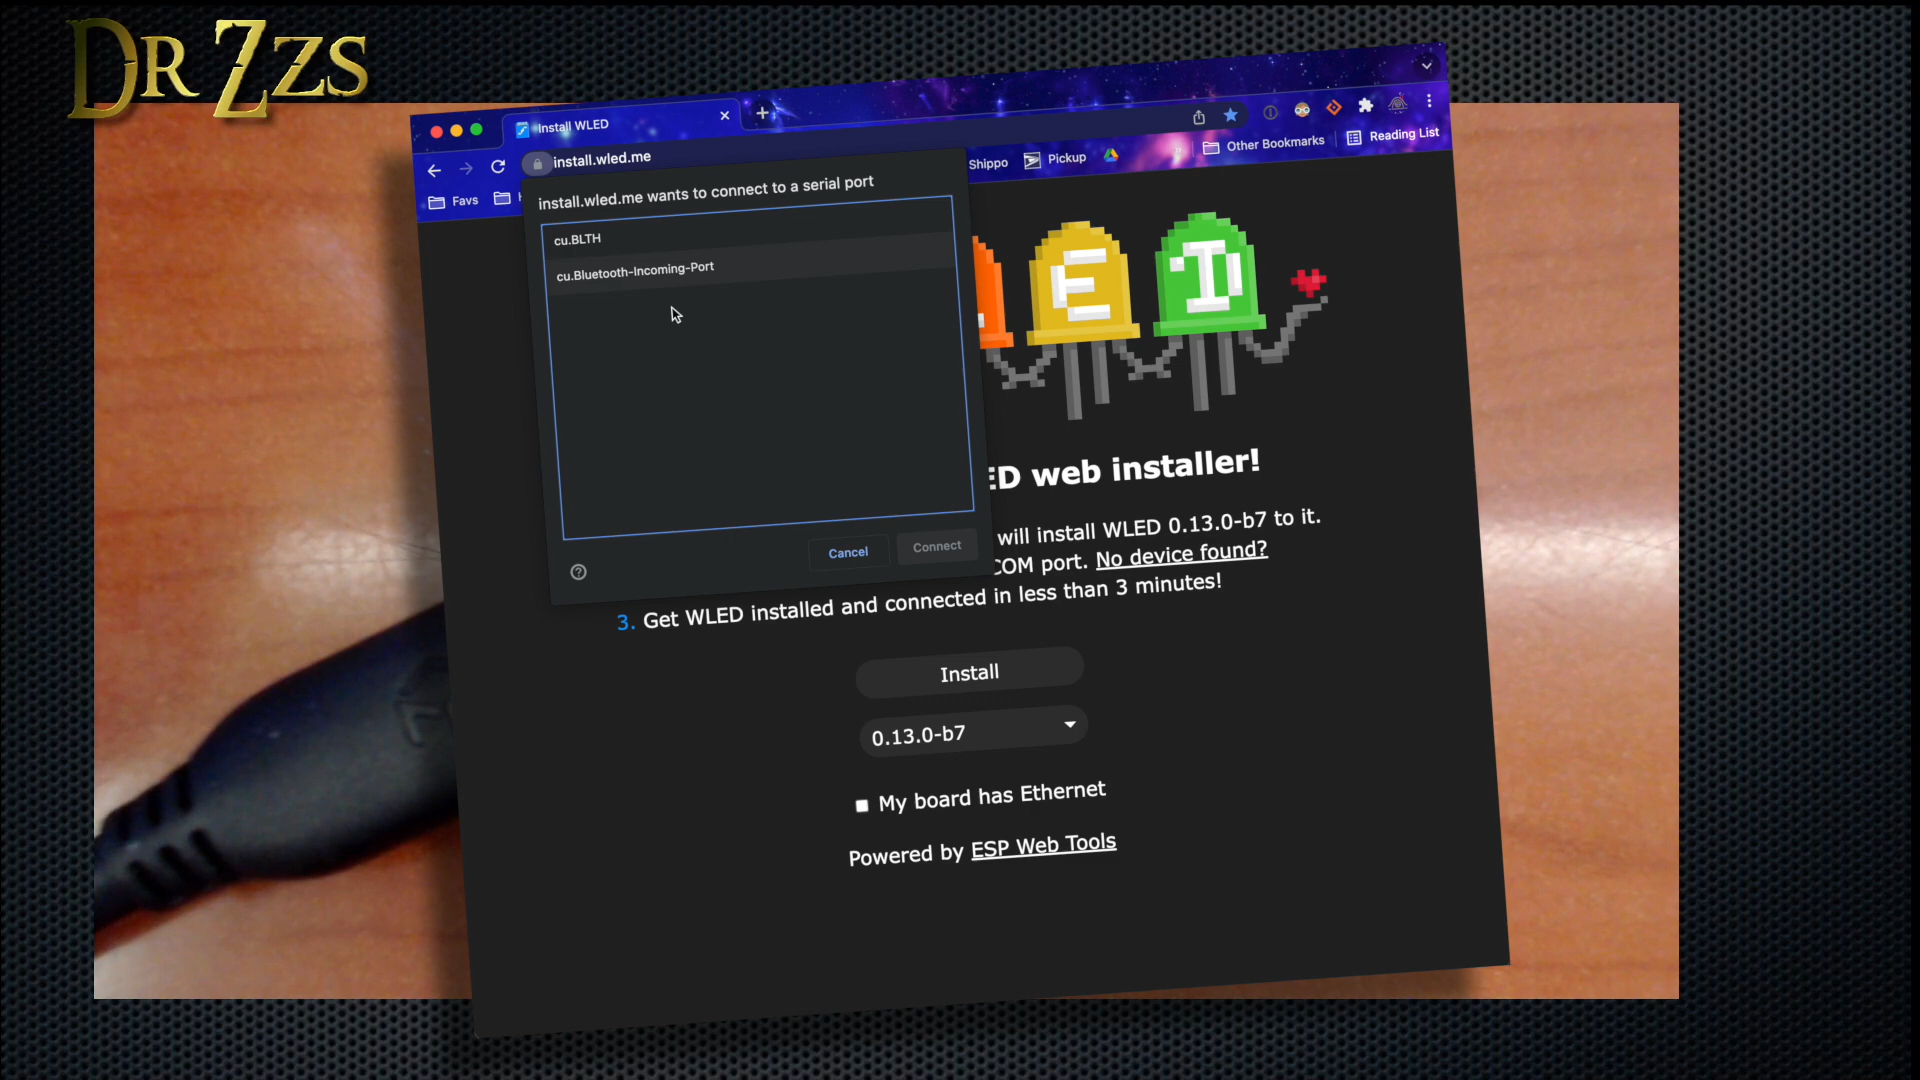 DR ZZS
Install WLED
install.wled.me
Shippo
Pickup
Other Bookmarks
Reading List
Favs
install.wled.me wants to connect to a serial port
cu.BLTH
cu.Bluetooth-Incoming-Port
Cancel
Connect
E D
ED web installer!
will install WLED 0.13.0-b7 to it.
COM port. No device found?
3. Get WLED installed and connected in less than 3 minutes!
Install
0.13.0-b7
My board has Ethernet
Powered by ESP Web Tools